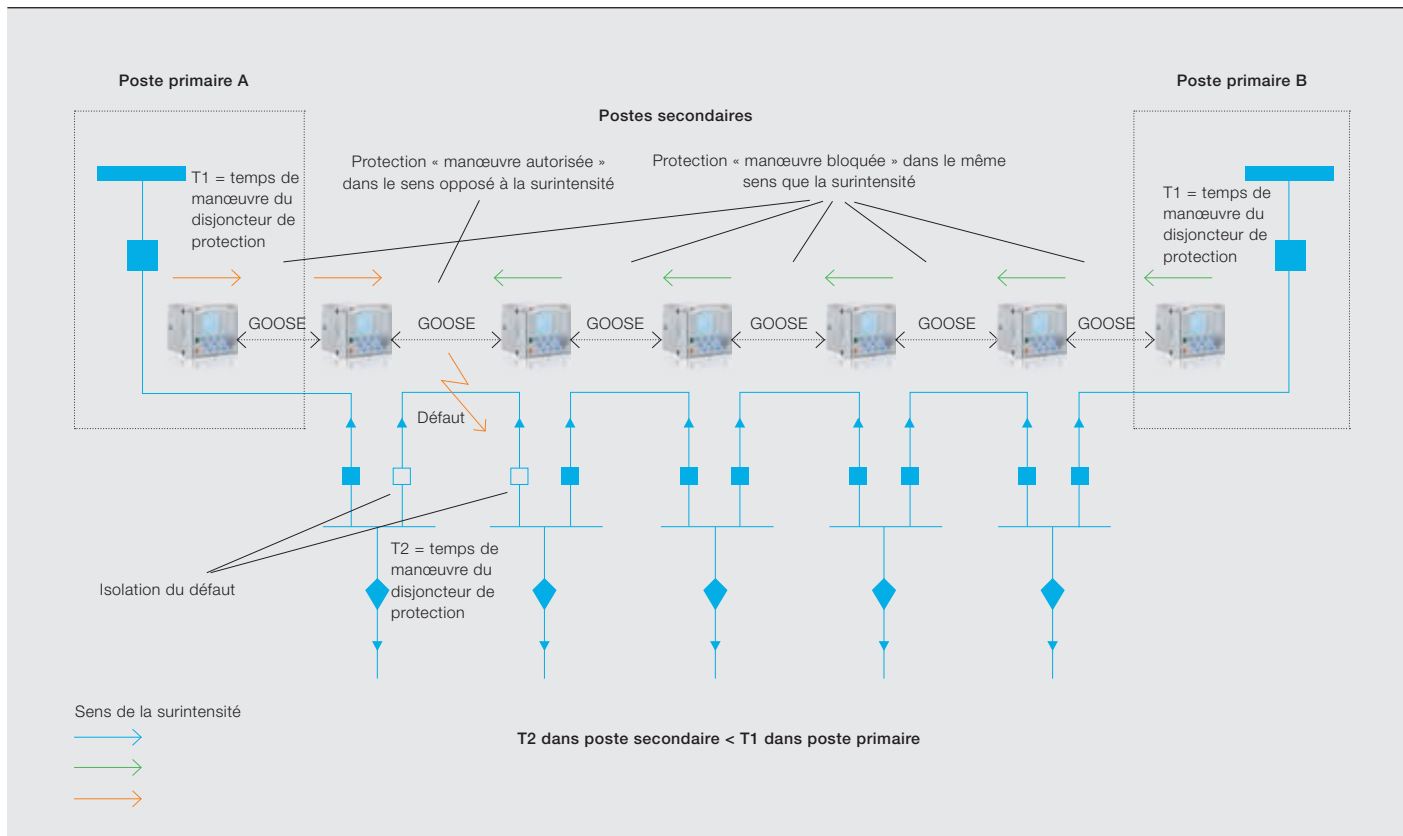 Poste primaire A
Poste primaire B
Postes secondaires
Protection « manœuvre autorisée »
dans le sens opposé à la surintensité
Protection « manœuvre bloquée » dans le même
sens que la surintensité
T1 = temps de
manœuvre du
disjoncteur de
protection
T1 = temps de
manœuvre du
disjoncteur de
protection
GOOSE
GOOSE
GOOSE
GOOSE
GOOSE
GOOSE
Défaut
T2 = temps de
manœuvre du
disjoncteur de
protection
Isolation du défaut
Sens de la surintensité
T2 dans poste secondaire < T1 dans poste primaire